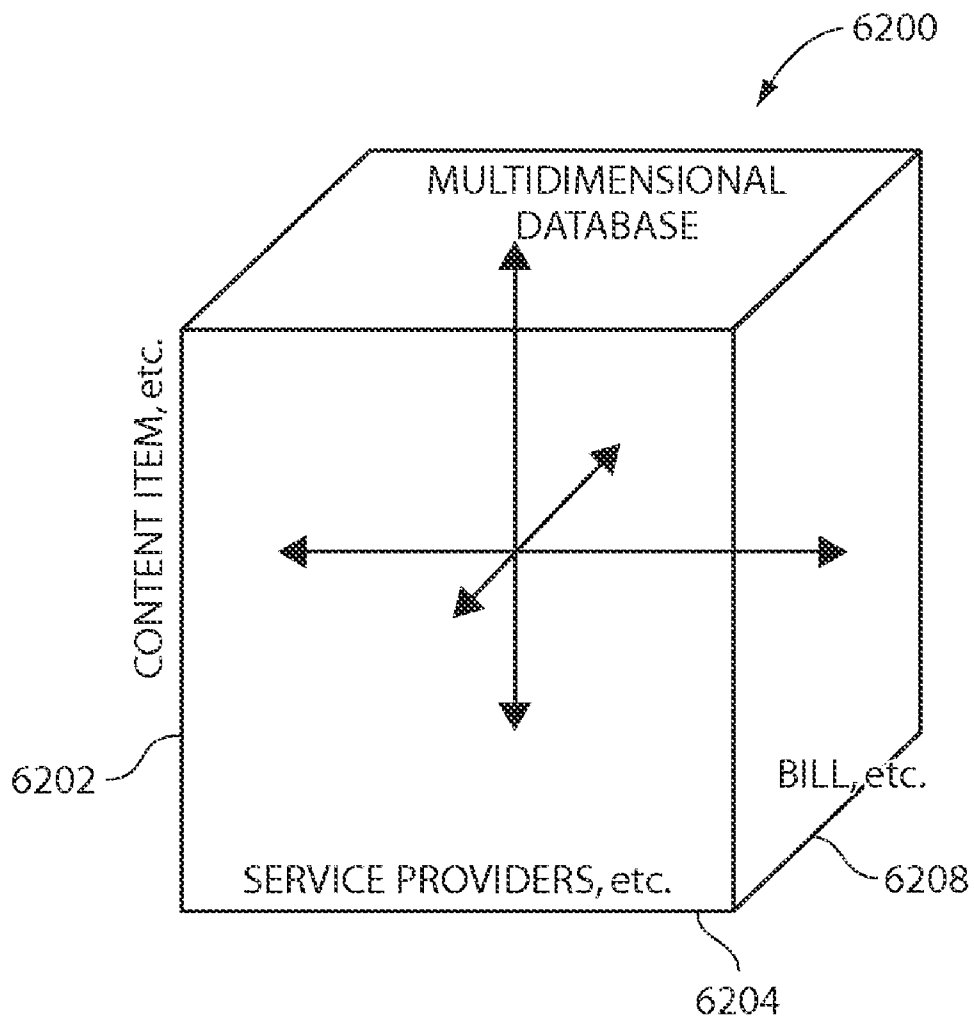 6200
MULTIDIMENSIONAL
DATABASE
CONTENT ITEM, etc.
6202
BILL, etc.
SERVICE PROVIDERS, etc.
6208
6204